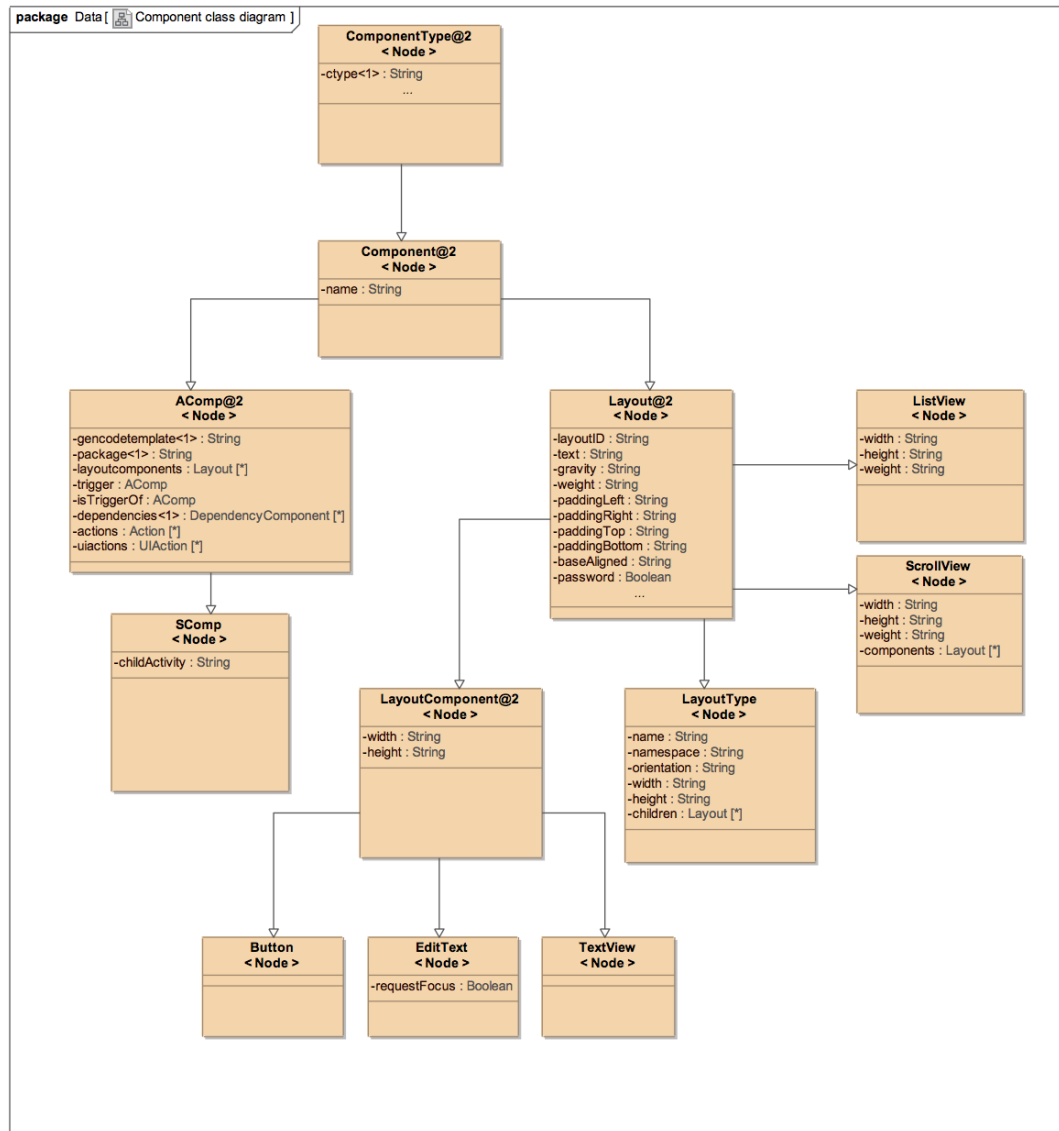 package Data [ Component class diagram ]
ComponentType@2
< Node >
-ctype<1> : String
...
Component@2
< Node >
-name : String
AComp@2
< Node >
-gencodetemplate<1> : String
-package<1> : String
-layoutcomponents : Layout [*]
-trigger : AComp
-isTriggerOf : AComp
-dependencies<1> : DependencyComponent [*]
-actions : Action [*]
-uiactions : UIAction [*]
Layout@2
< Node >
-layoutID : String
-text : String
-gravity : String
-weight : String
-paddingLeft : String
-paddingRight : String
-paddingTop : String
-paddingBottom : String
-baseAligned : String
-password : Boolean
...
ListView
< Node >
-width : String
-height : String
-weight : String
ScrollView
< Node >
-width : String
-height : String
-weight : String
-components : Layout [*]
SComp
< Node >
-childActivity : String
LayoutComponent@2
< Node >
-width : String
-height : String
LayoutType
< Node >
-name : String
-namespace : String
-orientation : String
-width : String
-height : String
-children : Layout [*]
Button
< Node >
EditText
< Node >
-requestFocus : Boolean
TextView
< Node >